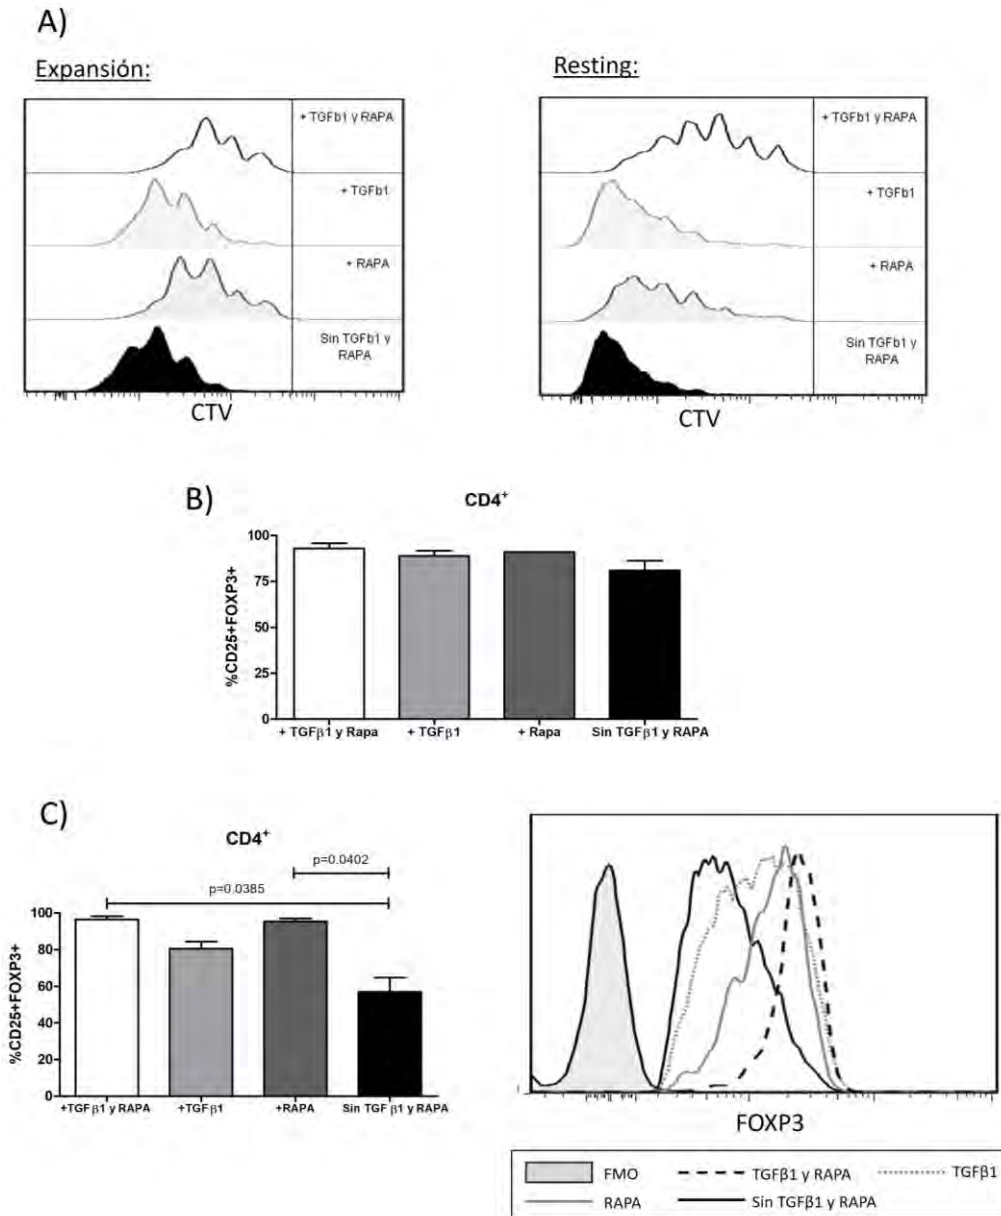 A)
Expansión:
Resting:
+ TGFb1 y RAPA
+ TGFb1
+ RAPA
Sin TGFb1 y
RAPA
CTV
+ TGFb1 y RAPA
+ TGFb1
+ RAPA
Sin TGFb1 y
RAPA
CTV
B)
CD4+
%CD25+FOXP3+
100
75
50
25
0
+ TGFβ1 y Rapa
+ TGFβ1
+ Rapa
Sin TGFβ1 y RAPA
C)
CD4+
p=0.0402
p=0.0385
%CD25+FOXP3+
100
80
60
40
20
0
+TGFβ1 y RAPA
+TGFβ1
+RAPA
Sin TGFβ1 y RAPA
FOXP3
FMO
TGFβ1 y RAPA
TGFβ1
RAPA
Sin TGFβ1 y RAPA